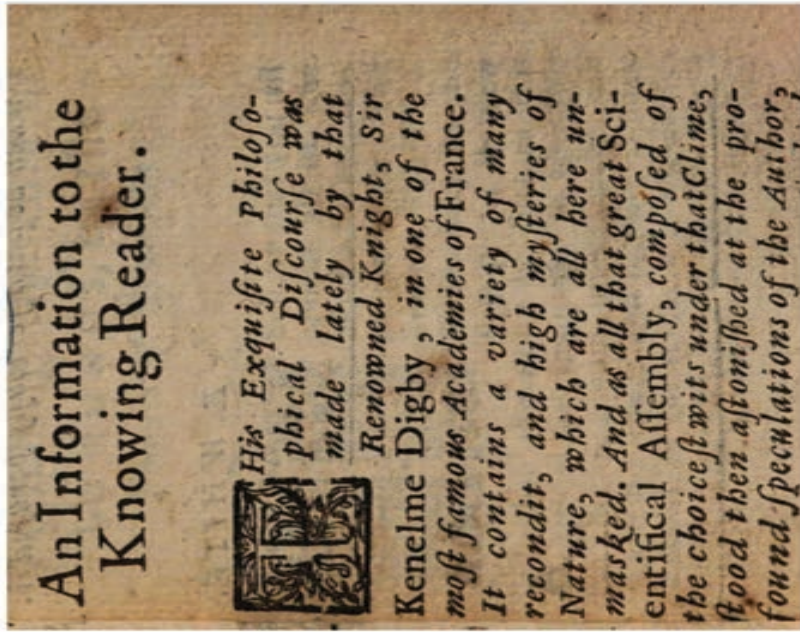 An Information to the
Knowing Reader.
THis Exquiſite Philoſo-
phical Diſcourſe was
made lately by that
Renowned Knight, Sir
Kenelme Digby, in one of the
moſt famous Academies of France.
It contains a variety of many
recondit, and high myſteries of
Nature, which are all here un-
masked. And as all that great Sci-
entifical Aſſembly, compoſed of
the choiceſt wits under that Clime,
ſtood then aſtoniſhed at the pro-
found ſpeculations of the Author,